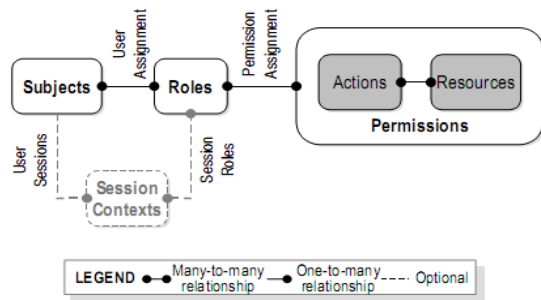 User
Assignment
Permission
Assignment
Subjects
Roles
Actions
Resources
Permissions
User
Sessions
Session
Contexts
Session
Roles
LEGEND
Many-to-many
relationship
One-to-many
relationship
Optional